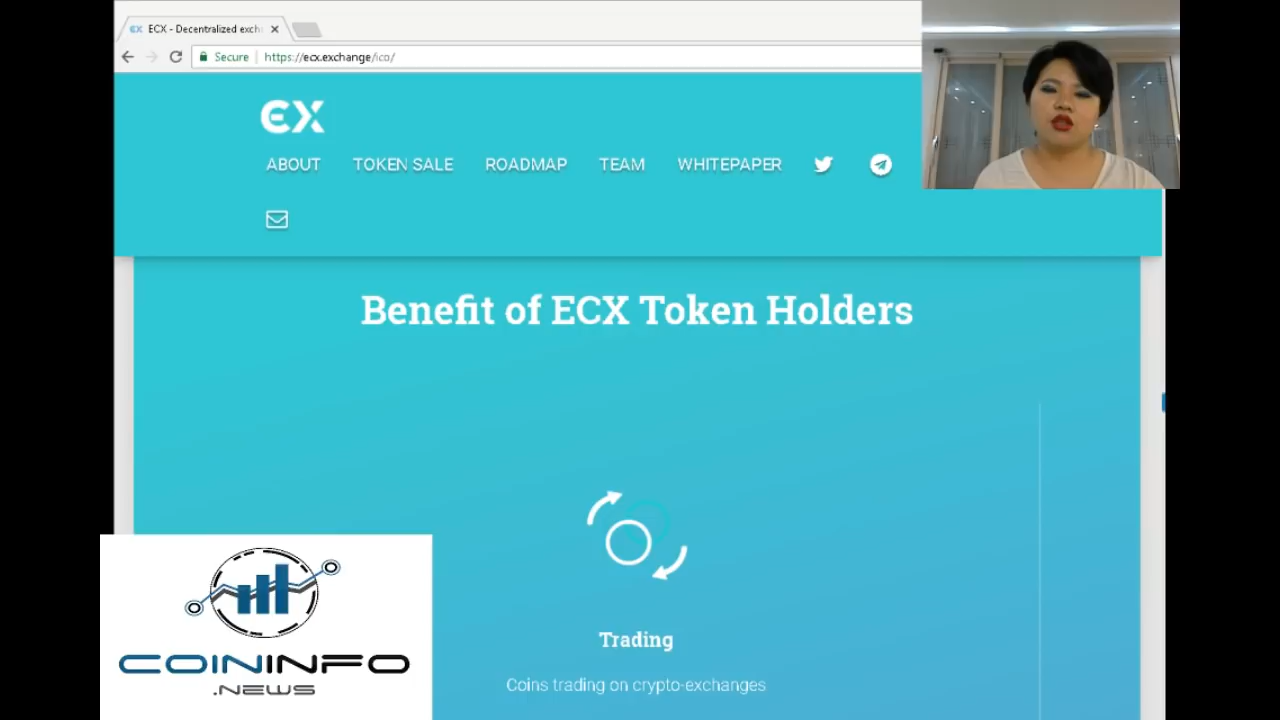 ECX - Decentralized exch
Secure
https://ecx.exchange/ico/
EX
ABOUT
TOKEN SALE
ROADMAP
TEAM
WHITEPAPER
Benefit of ECX Token Holders
Trading
Coins trading on crypto-exchanges
COININFO
.NEWS